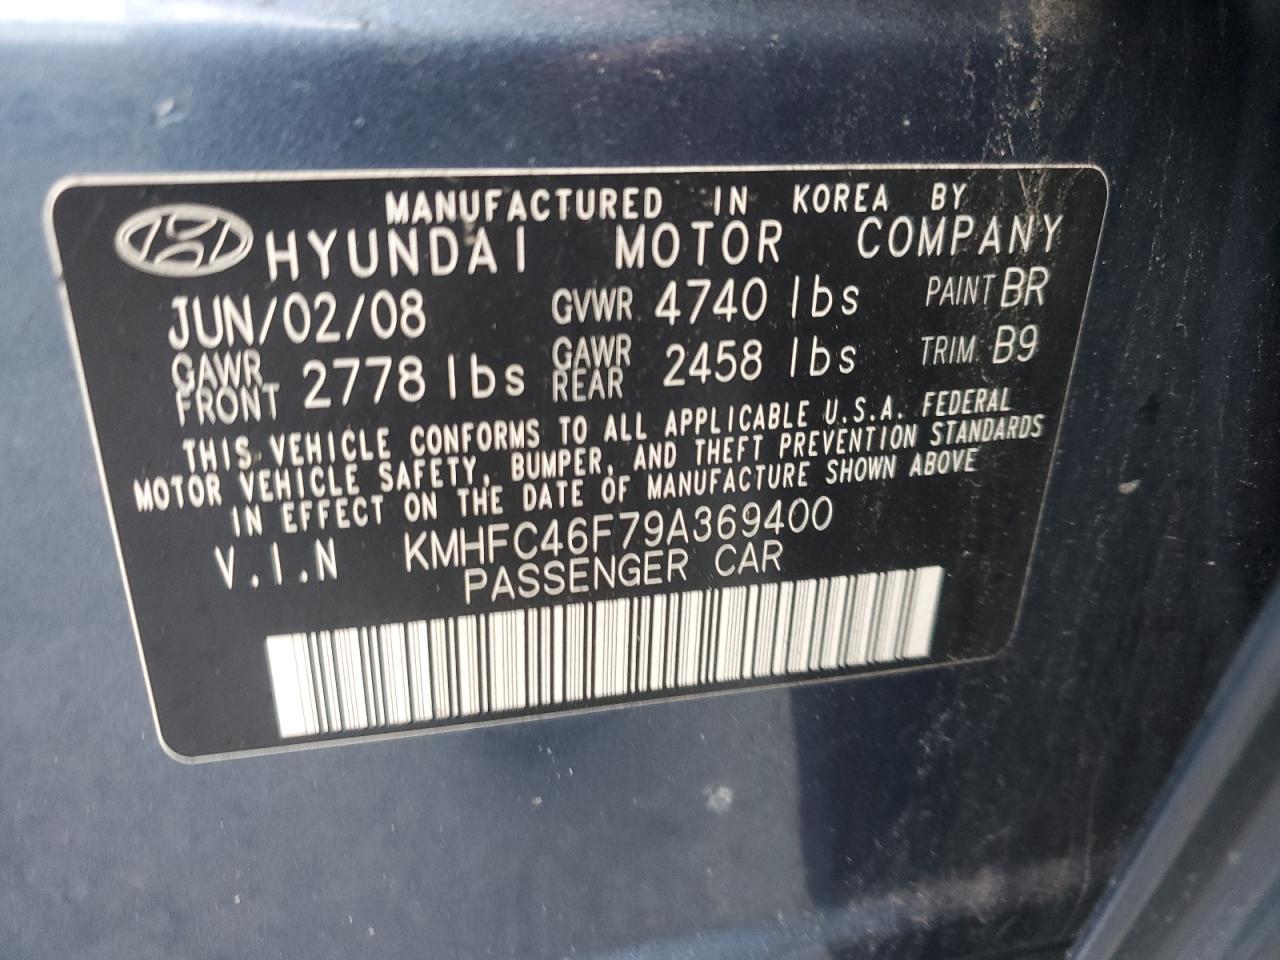 MANUFACTURED IN KOREA BY
HYUNDAI MOTOR COMPANY
JUN/02/08 GVWR 4740 lbs PAINT BR
GAWR FRONT 2778 lbs GAWR REAR 2458 lbs TRIM B9
THIS VEHICLE CONFORMS TO ALL APPLICABLE U.S.A. FEDERAL
MOTOR VEHICLE SAFETY, BUMPER, AND THEFT PREVENTION STANDARDS
IN EFFECT ON THE DATE OF MANUFACTURE SHOWN ABOVE
V.I.N KMHFC46F79A369400
PASSENGER CAR